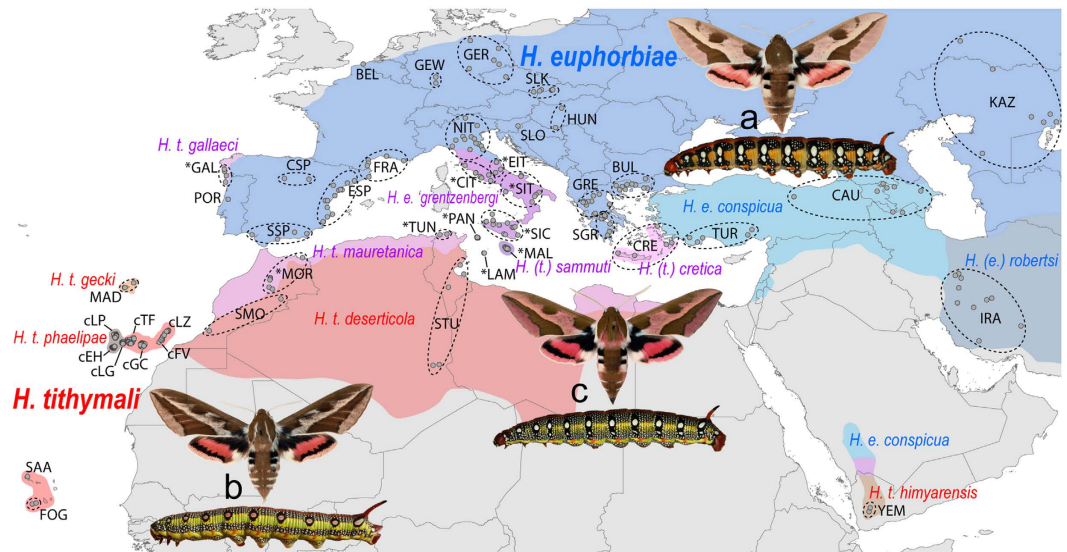 BEL
GEW
GER
H. euphorbiae
SLK
HUN
KAZ
a
NIT
SLO
H. t. gallaeci
*GAL
CSP
FRA
*EIT
BUL
*CIT
*SIT
GRE
POR
ESP
H. e. 'grentzenbergi'
H. e. conspicua
CAU
SSP
*TUN
*PAN
*SIC
SGR
*CRE
TUR
*MAL
H. t. mauretanica
*LAM
H. (t.) sammuti
H. (t.) cretica
H. (e.) robertsi
H. t. gecki
MAD
*MOR
SMO
H. t. deserticola
STU
IRA
cLP
cTF
cLZ
H. t. phaelipae
cEH
cLG
cGC
cFV
H. tithymali
c
b
H. e. conspicua
SAA
FOG
H. t. himyarensis
YEM